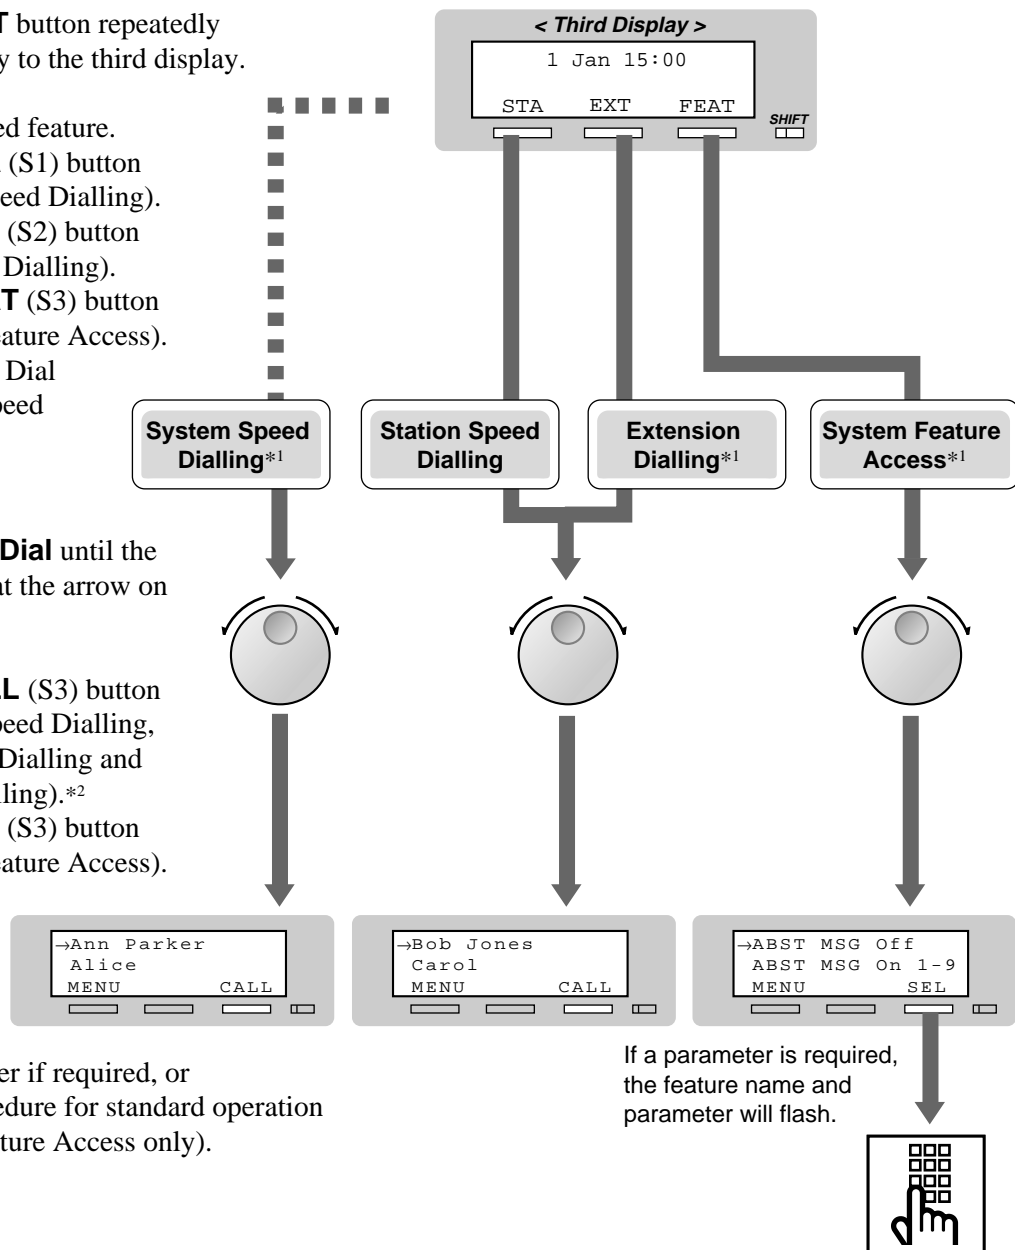 T button repeatedly
y to the third display.
ed feature.
(S1) button
eed Dialling).
(S2) button
Dialling).
T (S3) button
eature Access).
Dial
peed
< Third Display >
1 Jan 15:00
STA EXT FEAT
SHIFT
System Speed
Dialling*1
Station Speed
Dialling
Extension
Dialling*1
System Feature
Access*1
Dial until the
at the arrow on
LL (S3) button
peed Dialling,
Dialling and
lling).*2
(S3) button
eature Access).
→Ann Parker
Alice
MENU CALL
→Bob Jones
Carol
MENU CALL
→ABST MSG Off
ABST MSG On 1-9
MENU SEL
er if required, or
edure for standard operation
ture Access only).
If a parameter is required,
the feature name and
parameter will flash.